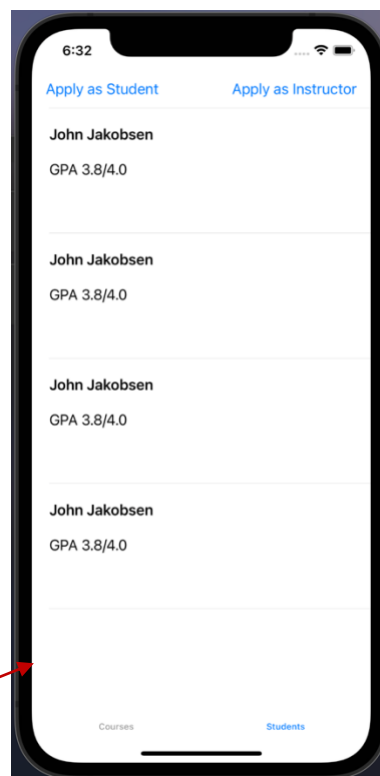 6:32
Apply as Student Apply as Instructor
John Jakobsen
GPA 3.8/4.0
John Jakobsen
GPA 3.8/4.0
John Jakobsen
GPA 3.8/4.0
John Jakobsen
GPA 3.8/4.0
Courses Students